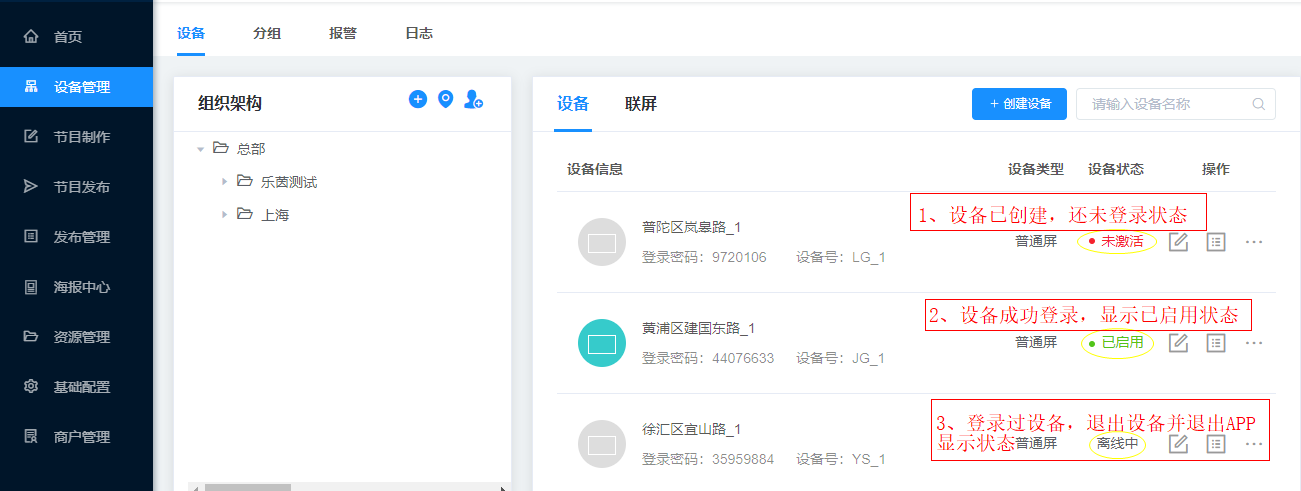 首页
设备管理
节目制作
节目发布
发布管理
海报中心
资源管理
基础配置
商户管理
设备 分组 报警 日志
组织架构
总部
乐茵测试
上海
设备 联屏
+ 创建设备
请输入设备名称
设备信息 设备类型 设备状态 操作
1、设备已创建，还未登录状态
普陀区岚皋路_1
登录密码：9720106 设备号：LG_1
普通屏 未激活
2、设备成功登录，显示已启用状态
黄浦区建国东路_1
登录密码：44076633 设备号：JG_1
普通屏 已启用
3、登录过设备，退出设备并退出APP
显示状态
徐汇区宜山路_1
登录密码：35959884 设备号：YS_1
普通屏 离线中